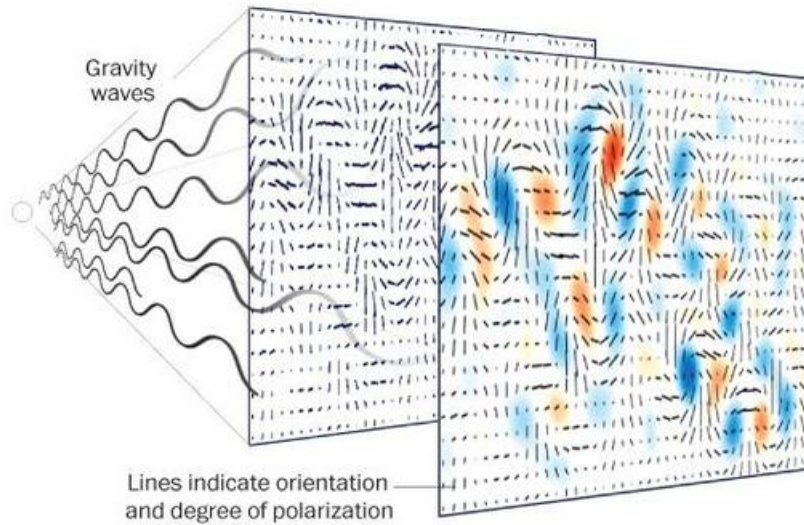 Gravity
waves
Lines indicate orientation
and degree of polarization